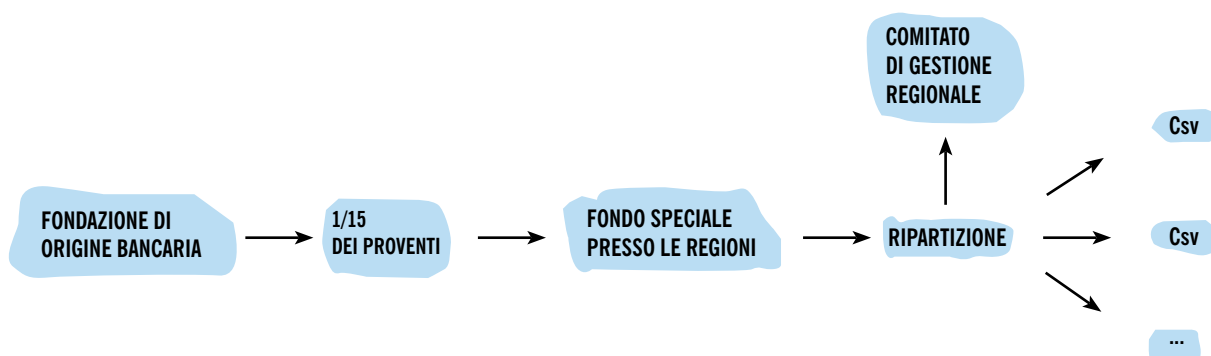 COMITATO
DI GESTIONE
REGIONALE
Csv
FONDAZIONE DI
ORIGINE BANCARIA
1/15
DEI PROVENTI
FONDO SPECIALE
PRESSO LE REGIONI
RIPARTIZIONE
Csv
...